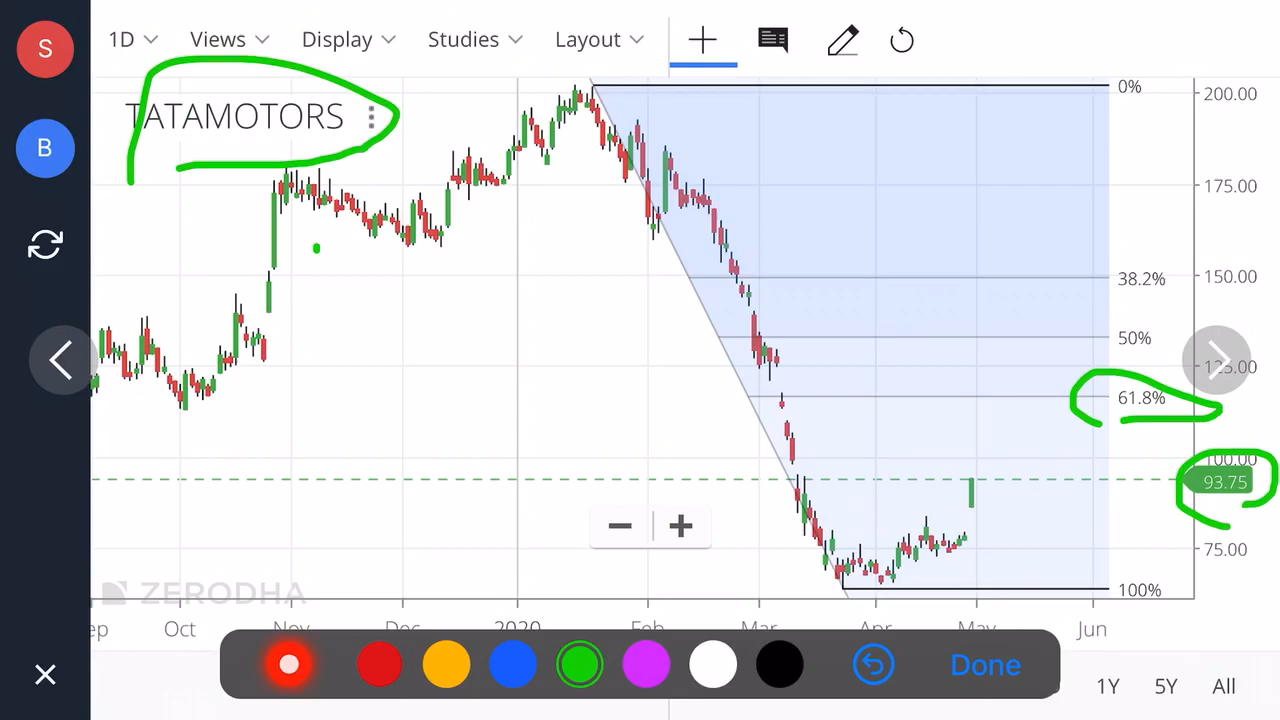 S
1D Views Display Studies Layout
TATAMOTORS
B
0%
38.2%
50%
61.8%
100%
200.00
175.00
150.00
125.00
100.00
93.75
75.00
ZERODHA
Oct Nov Dec 2020 Feb Mar Apr May Jun
Done
1Y 5Y All